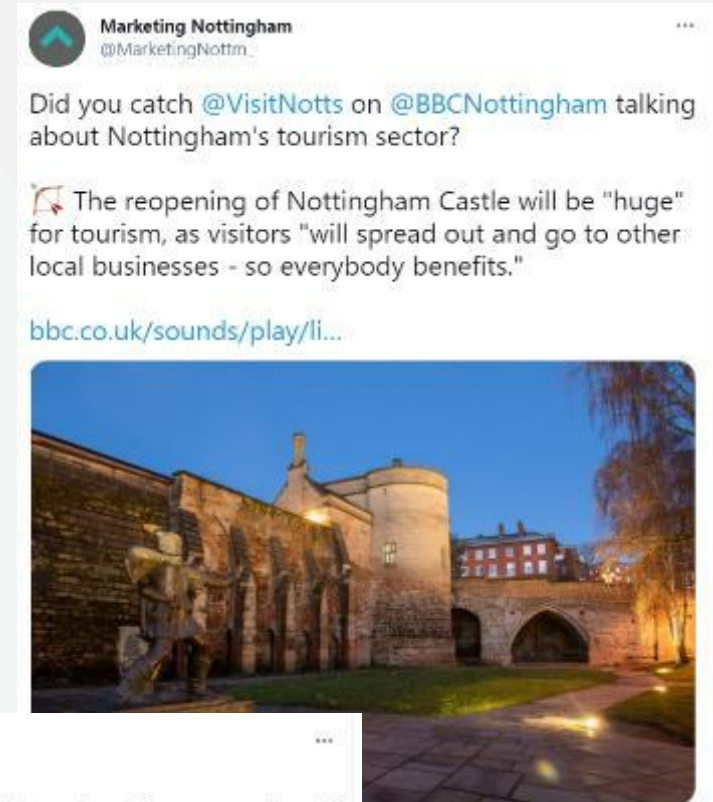 Marketing Nottingham
@MarketingNottm_
Did you catch @VisitNotts on @BBCNottingham talking
about Nottingham's tourism sector?
🏹 The reopening of Nottingham Castle will be "huge"
for tourism, as visitors "will spread out and go to other
local businesses - so everybody benefits."
bbc.co.uk/sounds/play/li...